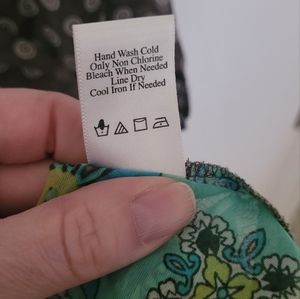 Hand Wash Cold
Only Non Chlorine
Bleach When Needed
Line Dry
Cool Iron If Needed